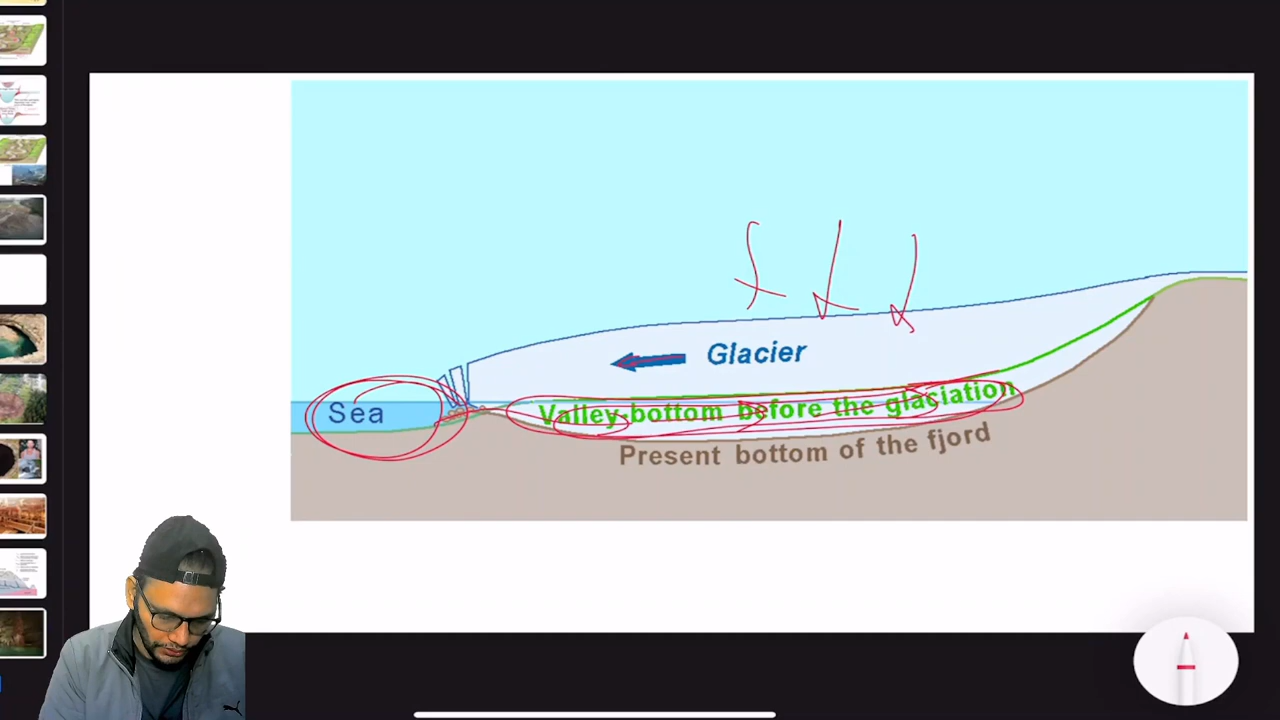 Glacier
Sea
Valley-bottom before the glaciation
Present bottom of the fjord